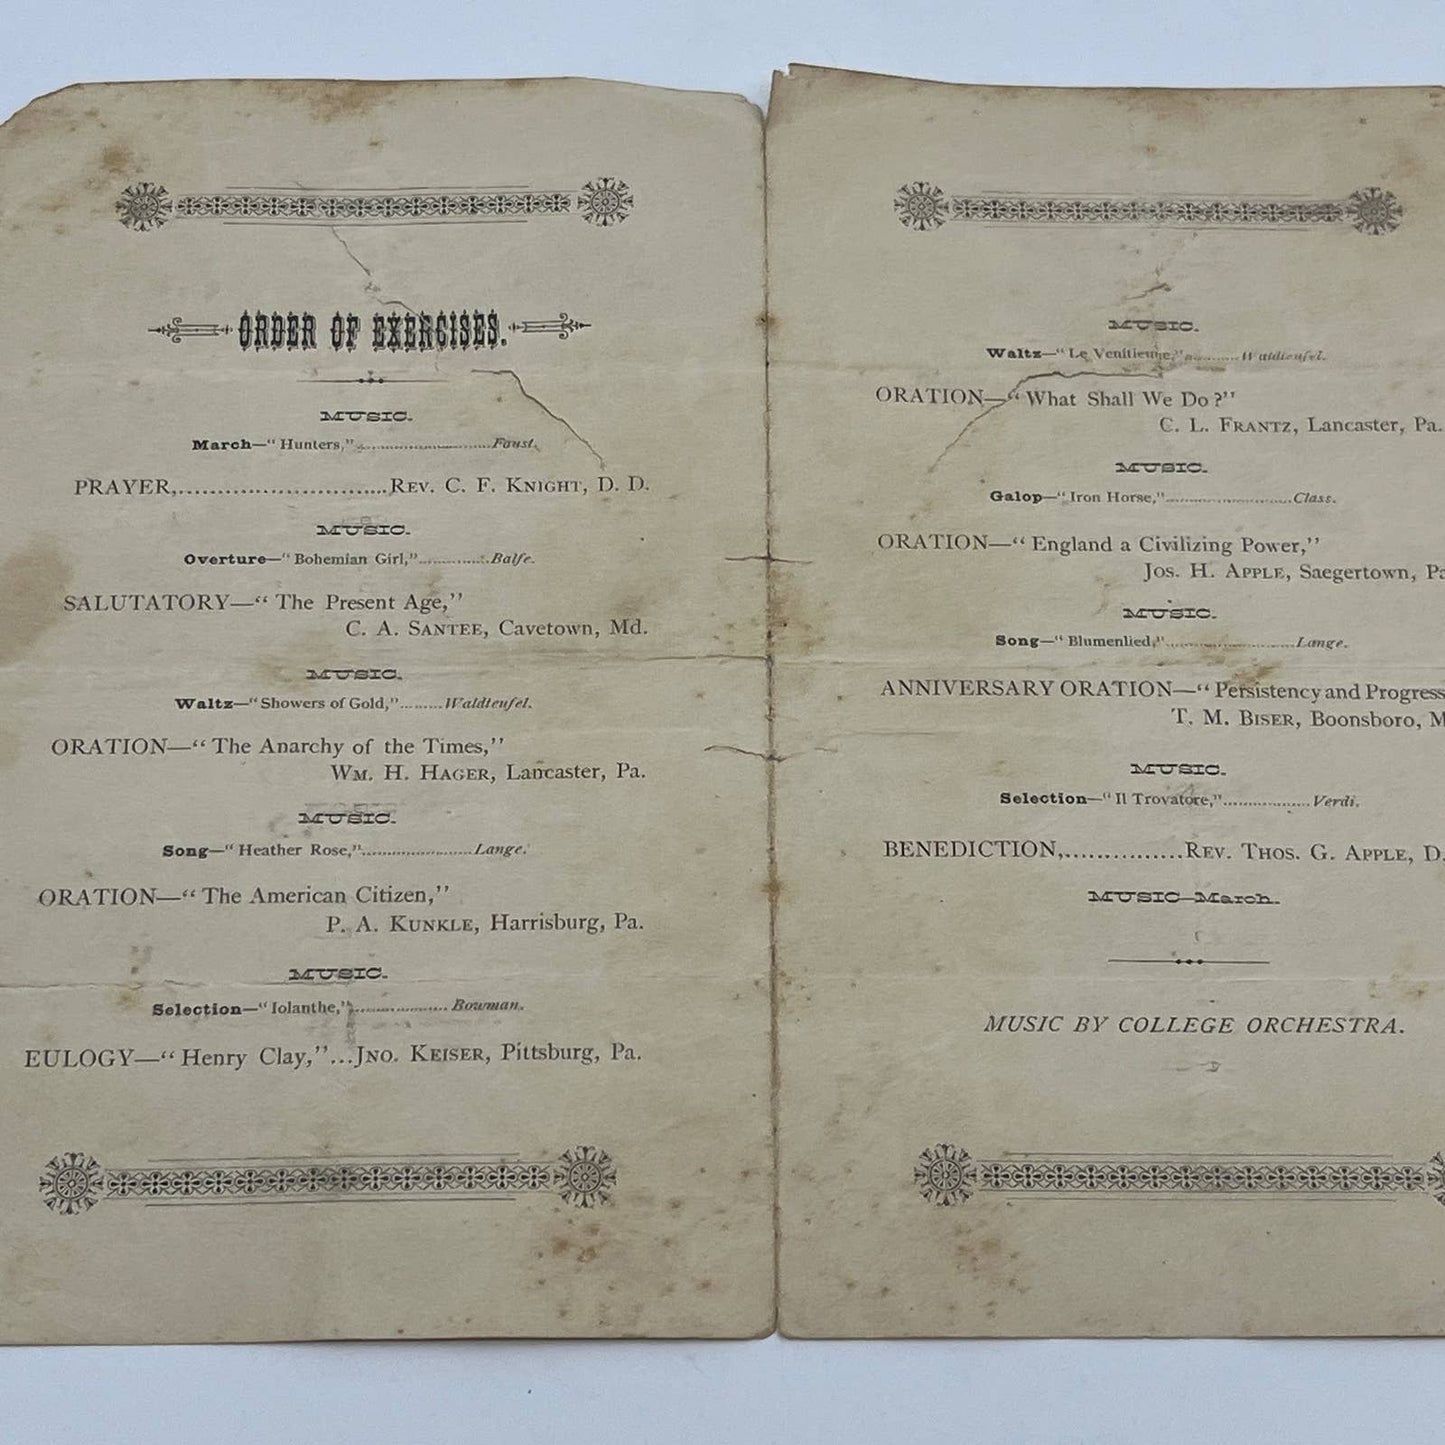 ORDER OF EXERCISES.
MUSIC.
March—"Hunters,"........................Faust.
PRAYER,............................REV. C. F. KNIGHT, D. D.
MUSIC.
Overture—"Bohemian Girl,"..............Balfe.
SALUTATORY—"The Present Age,"
C. A. SANTEE, Cavetown, Md.
MUSIC.
Waltz—"Showers of Gold,".........Waldteufel.
ORATION—"The Anarchy of the Times,"
WM. H. HAGER, Lancaster, Pa.
MUSIC.
Song—"Heather Rose,"......................Lange.
ORATION—"The American Citizen,"
P. A. KUNKLE, Harrisburg, Pa.
MUSIC.
Selection—"Iolanthe,"....................Bowman.
EULOGY—"Henry Clay,"...JNO. KEISER, Pittsburg, Pa.
MUSIC.
Waltz—"Le Venitienne,"...........Waldteufel.
ORATION—"What Shall We Do?"
C. L. FRANTZ, Lancaster, Pa.
MUSIC.
Galop—"Iron Horse,"..........................Class.
ORATION—"England a Civilizing Power,"
JOS. H. APPLE, Saegertown, Pa
MUSIC.
Song—"Blumenlied,"..........................Lange.
ANNIVERSARY ORATION—"Persistency and Progress
T. M. BISER, Boonsboro, M
MUSIC.
Selection—"Il Trovatore,"..................Verdi.
BENEDICTION,...............REV. THOS. G. APPLE, D.
MUSIC—March.
MUSIC BY COLLEGE ORCHESTRA.